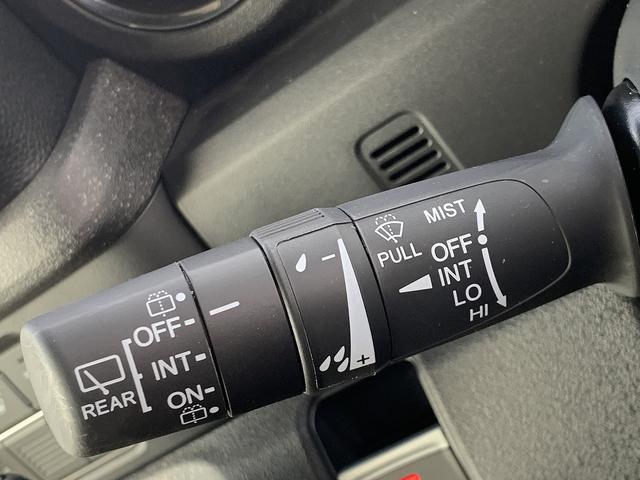 MIST
PULL
OFF
INT
LO
HI
−
+
REAR
OFF
INT
ON